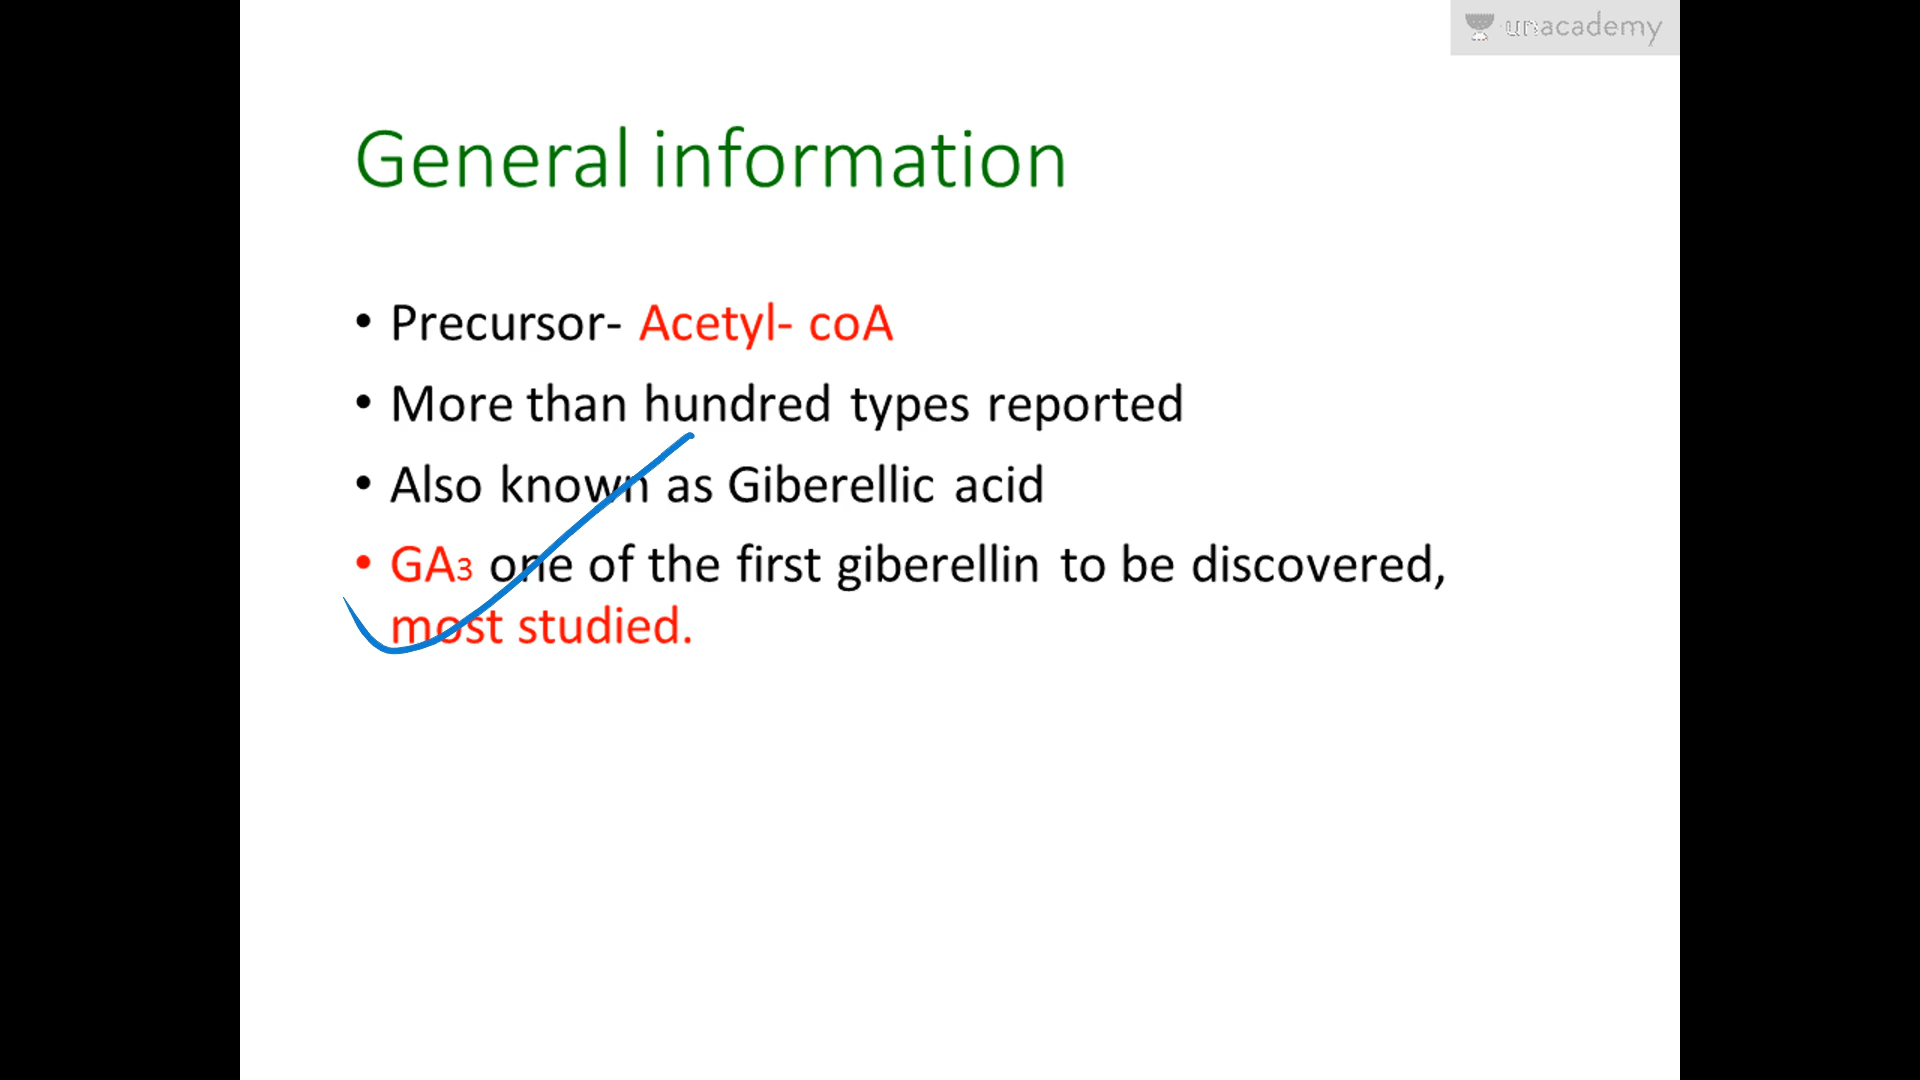 unacademy
General information
• Precursor- Acetyl- coA
• More than hundred types reported
• Also known as Giberellic acid
• GA3 one of the first giberellin to be discovered,
most studied.